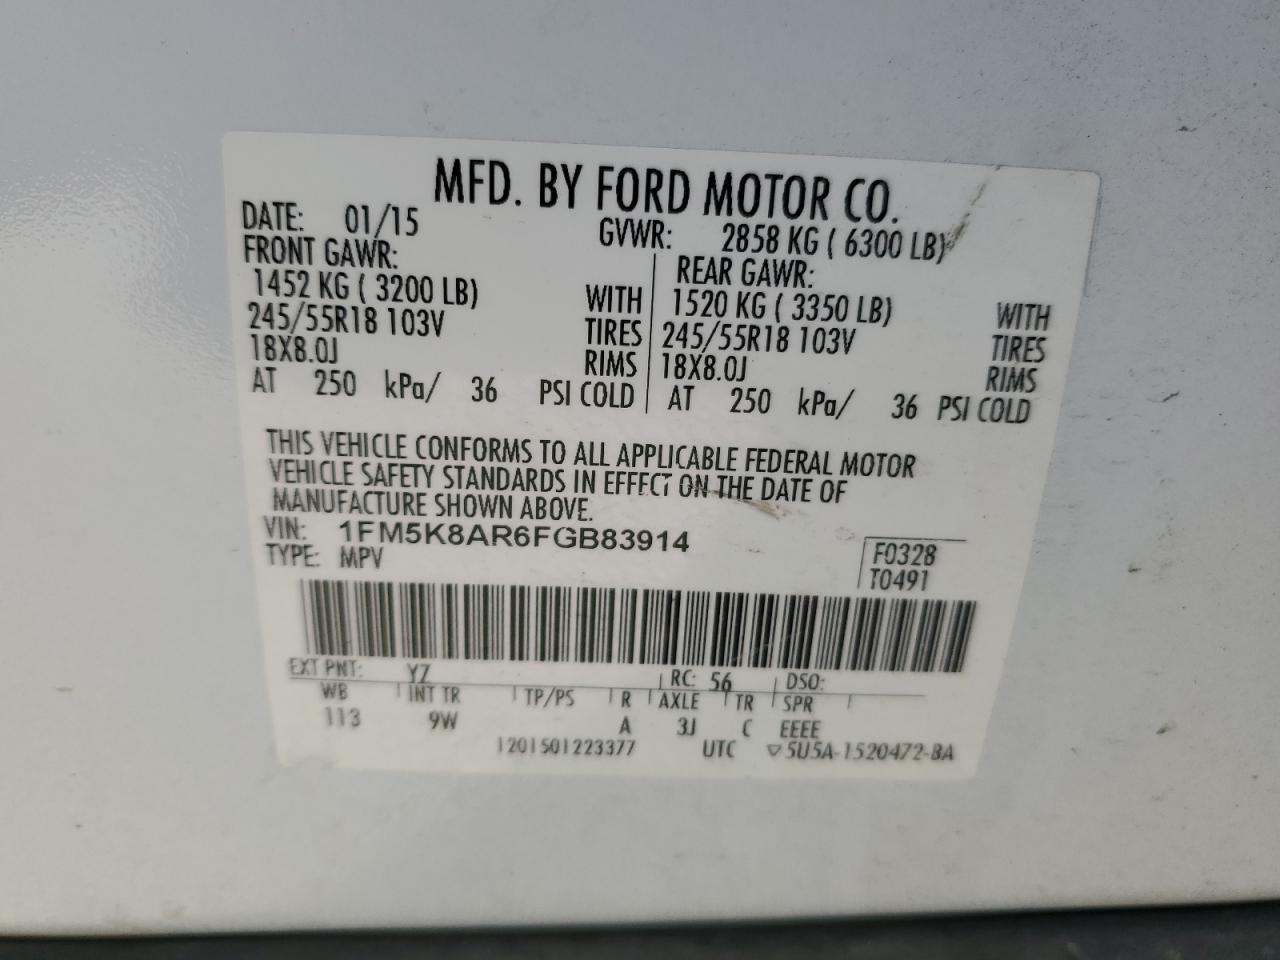 MFD. BY FORD MOTOR CO.
DATE: 01/15 GVWR: 2858 KG ( 6300 LB)
FRONT GAWR: REAR GAWR:
1452 KG ( 3200 LB) WITH 1520 KG ( 3350 LB) WITH
245/55R18 103V TIRES 245/55R18 103V TIRES
18X8.0J RIMS 18X8.0J RIMS
AT 250 kPa/ 36 PSI COLD AT 250 kPa/ 36 PSI COLD
THIS VEHICLE CONFORMS TO ALL APPLICABLE FEDERAL MOTOR
VEHICLE SAFETY STANDARDS IN EFFECT ON THE DATE OF
MANUFACTURE SHOWN ABOVE.
VIN: 1FM5K8AR6FGB83914 F0328
TYPE: MPV T0491
EXT PNT: YZ RC: 56 DSO:
WB INT TR TP/PS R AXLE TR SPR
113 9W A 3J C EEEE
1201501223377 UTC ▽5U5A-1520472-BA